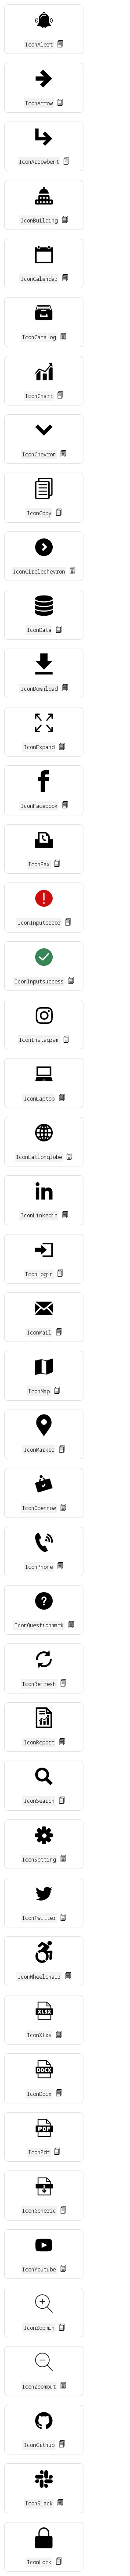 IconAlert
IconArrow
IconArrowbent
IconBuilding
IconCalendar
IconCatalog
IconChart
IconChevron
IconCopy
IconCirclechevron
IconData
IconDownload
IconExpand
IconFacebook
IconFax
IconInputerror
IconInputsuccess
IconInstagram
IconLaptop
IconLatlonglobe
IconLinkedin
IconLogin
IconMail
IconMap
IconMarker
IconOpennow
IconPhone
IconQuestionmark
IconRefresh
IconReport
IconSearch
IconSetting
IconTwitter
IconWheelchair
XLSX
IconXlsx
DOCX
IconDocx
PDF
IconPdf
IconGeneric
IconYoutube
IconZoomin
IconZoomout
IconGithub
IconSlack
IconLock